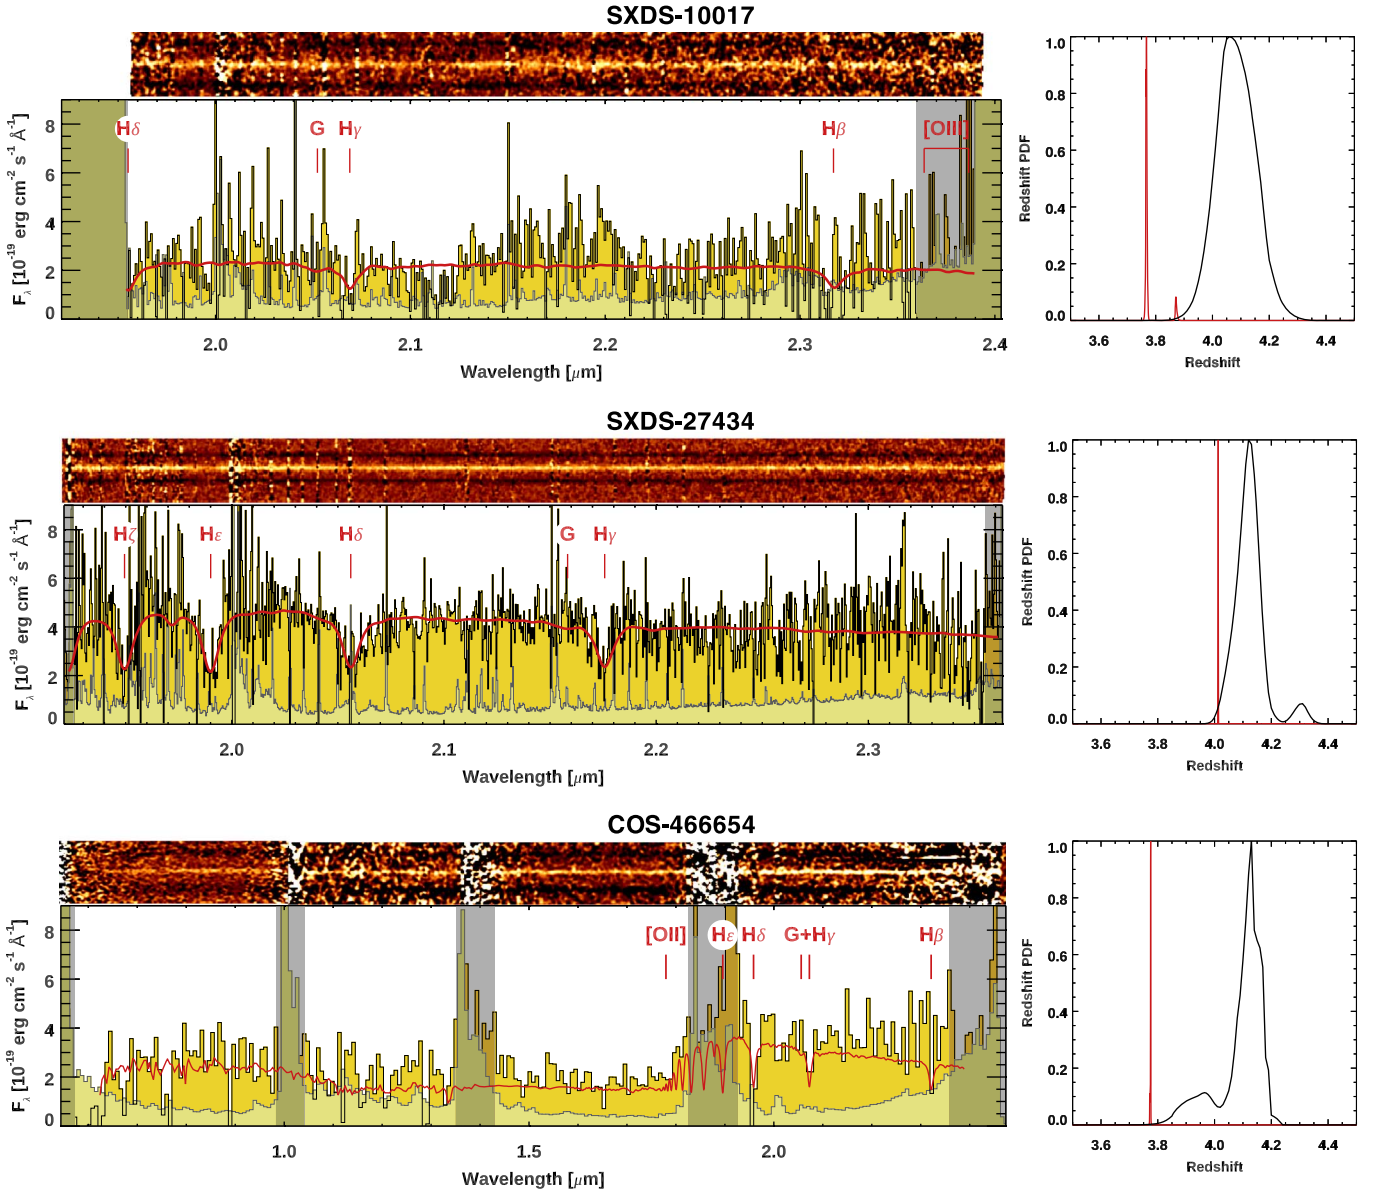 SXDS-10017
Hδ G Hγ Hβ [OIII]
8
6
4
2
0
F_λ [10⁻¹⁹ erg cm⁻² s⁻¹ Å⁻¹]
2.0 2.1 2.2 2.3 2.4
Wavelength [μm]
1.0
0.8
0.6
0.4
0.2
0.0
Redshift PDF
3.6 3.8 4.0 4.2 4.4
Redshift
SXDS-27434
Hζ Hε Hδ G Hγ
8
6
4
2
0
F_λ [10⁻¹⁹ erg cm⁻² s⁻¹ Å⁻¹]
2.0 2.1 2.2 2.3
Wavelength [μm]
1.0
0.8
0.6
0.4
0.2
0.0
Redshift PDF
3.6 3.8 4.0 4.2 4.4
Redshift
COS-466654
[OII] Hε Hδ G+Hγ Hβ
8
6
4
2
0
F_λ [10⁻¹⁹ erg cm⁻² s⁻¹ Å⁻¹]
1.0 1.5 2.0
Wavelength [μm]
1.0
0.8
0.6
0.4
0.2
0.0
Redshift PDF
3.6 3.8 4.0 4.2 4.4
Redshift